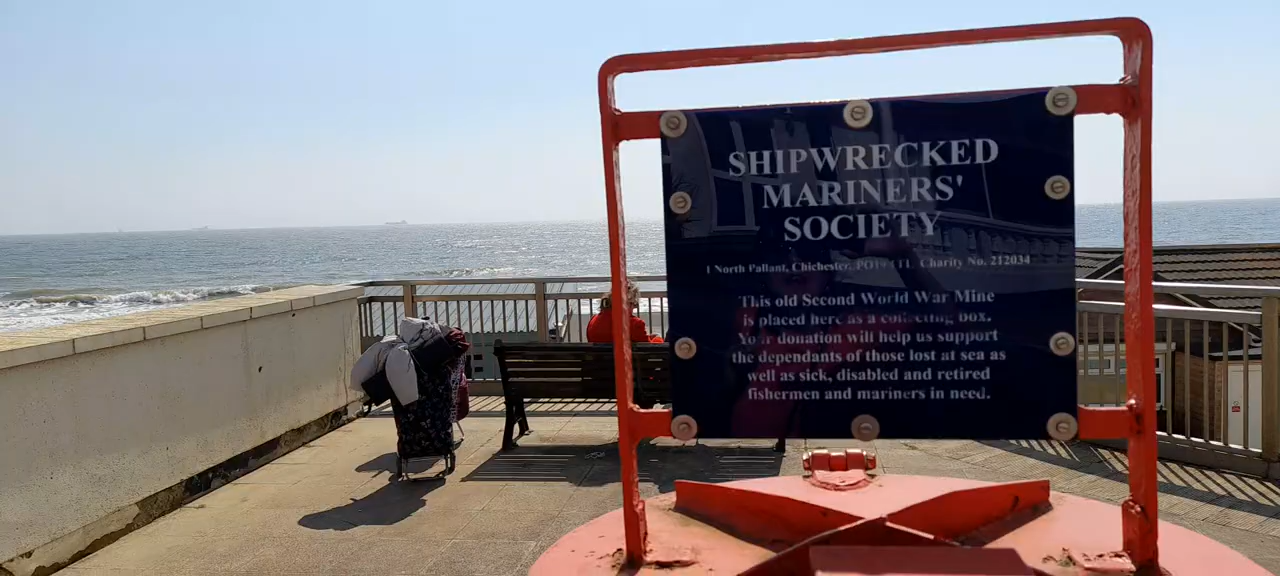 SHIPWRECKED
MARINERS'
SOCIETY
1 North Pallant, Chichester, Charity No. 212034
This old Second World War Mine
is placed here as a collecting box.
Your donation will help us support
the dependants of those lost at sea as
well as sick, disabled and retired
fishermen and mariners in need.